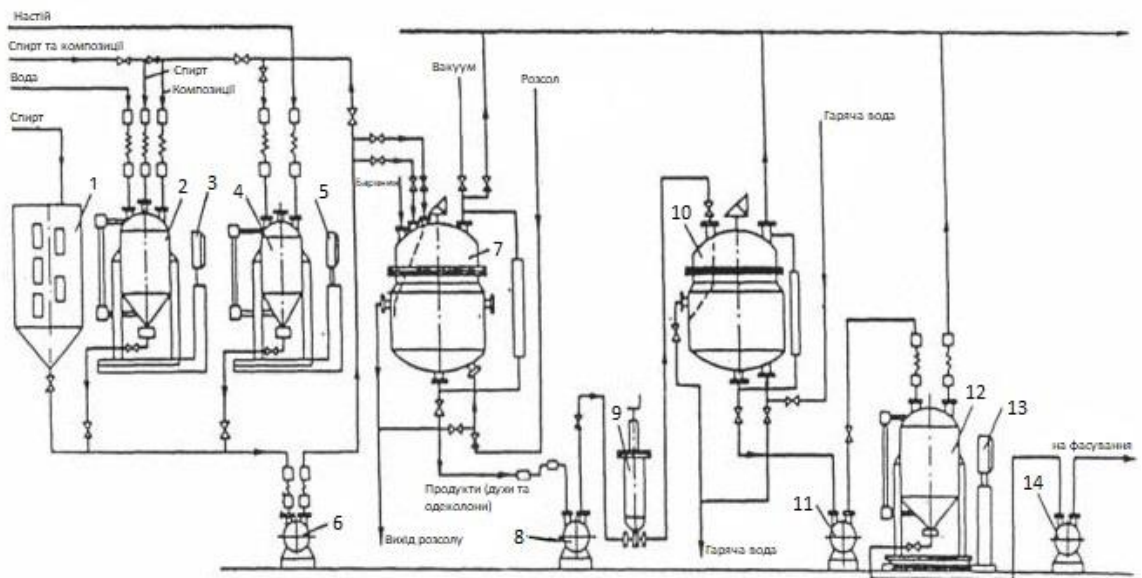 Настій
Спирт та композиції
Спирт
Композиції
Вода
Спирт
Вакуум
Розсол
Гаряча вода
Барвник
1
2
3
4
5
6
7
8
9
10
11
12
13
14
Продукти (духи та
одеколони)
Вихід розсолу
Гаряча вода
на фасування